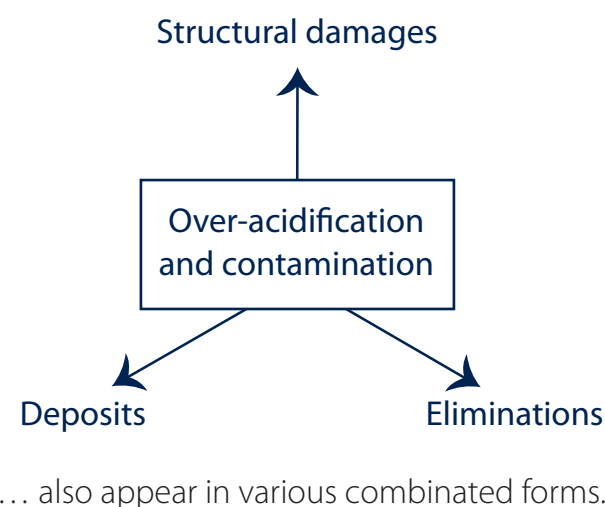 Structural damages
Over-acidification
and contamination
Deposits
Eliminations
… also appear in various combinated forms.